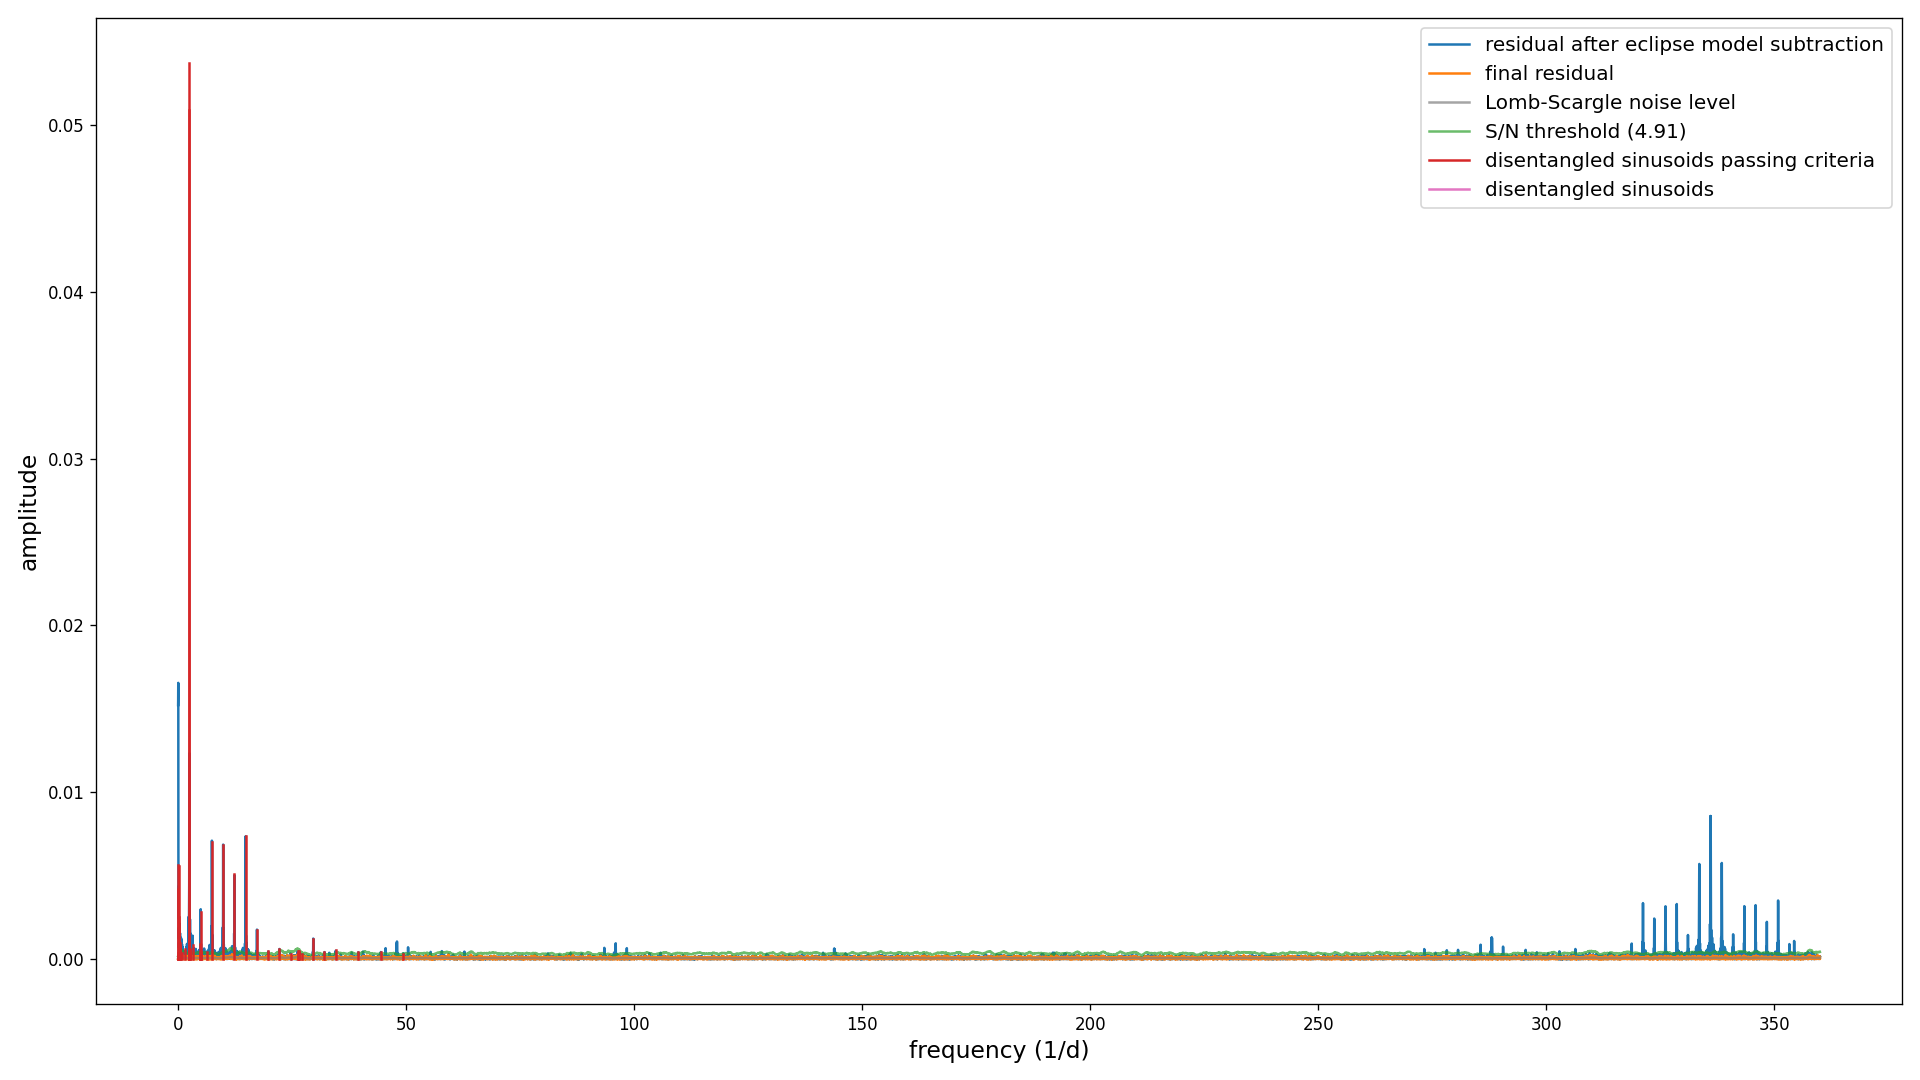 residual after eclipse model subtraction
final residual
Lomb-Scargle noise level
S/N threshold (4.91)
disentangled sinusoids passing criteria
disentangled sinusoids
0.05
0.04
0.03
0.02
0.01
0.00
amplitude
0 50 100 150 200 250 300 350
frequency (1/d)